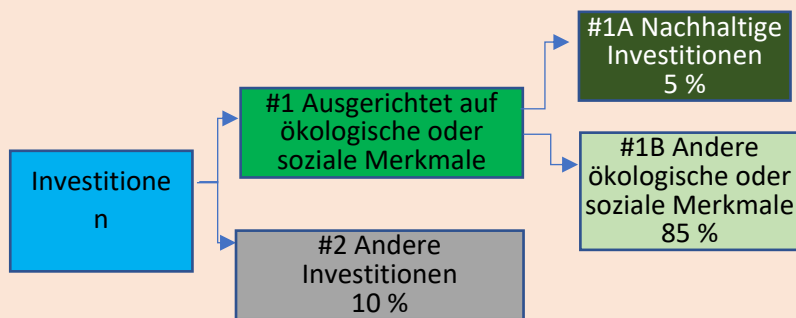 Investitione
n
#1 Ausgerichtet auf
ökologische oder
soziale Merkmale
#2 Andere
Investitionen
10 %
#1A Nachhaltige
Investitionen
5 %
#1B Andere
ökologische oder
soziale Merkmale
85 %